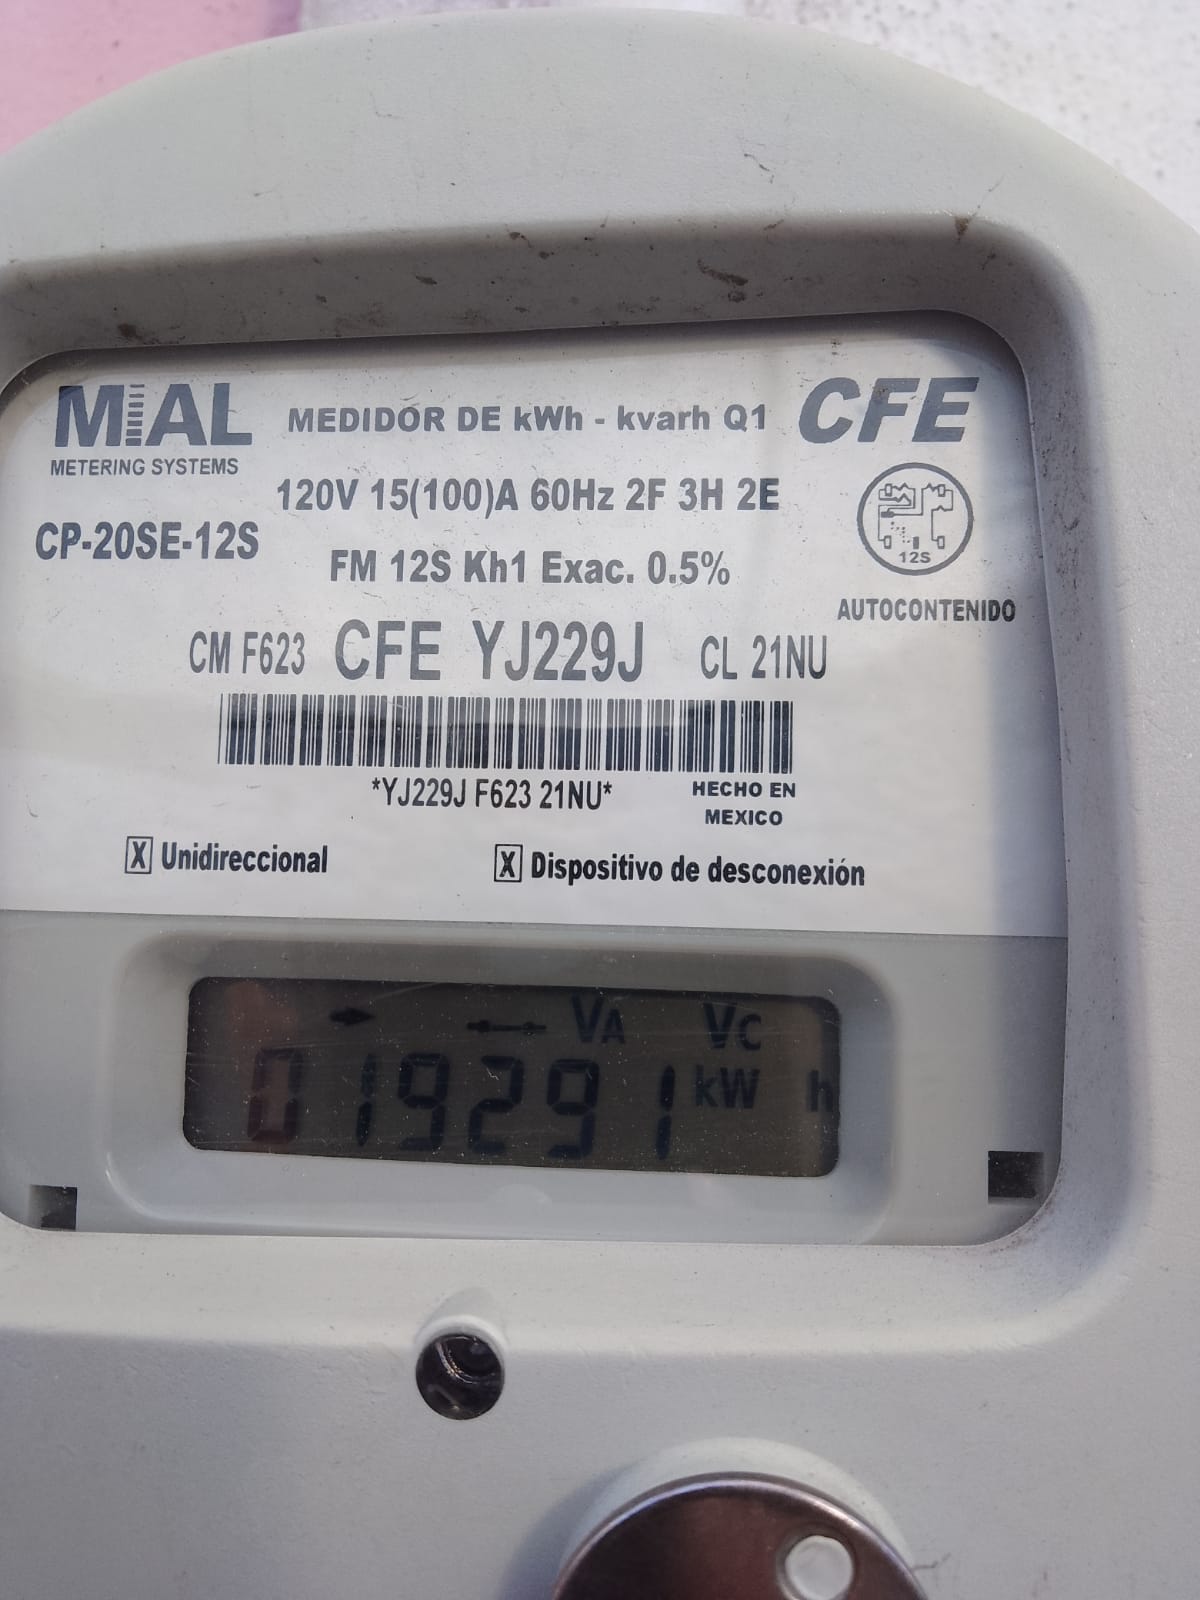 MIAL MEDIDOR DE kWh - kvarh Q1 CFE
METERING SYSTEMS
120V 15(100)A 60Hz 2F 3H 2E
CP-20SE-12S
FM 12S Kh1 Exac. 0.5%
12S
AUTOCONTENIDO
CM F623 CFE YJ229J CL 21NU
*YJ229J F623 21NU*
HECHO EN
MEXICO
X Unidireccional X Dispositivo de desconexión
VA VC
019291 kW h